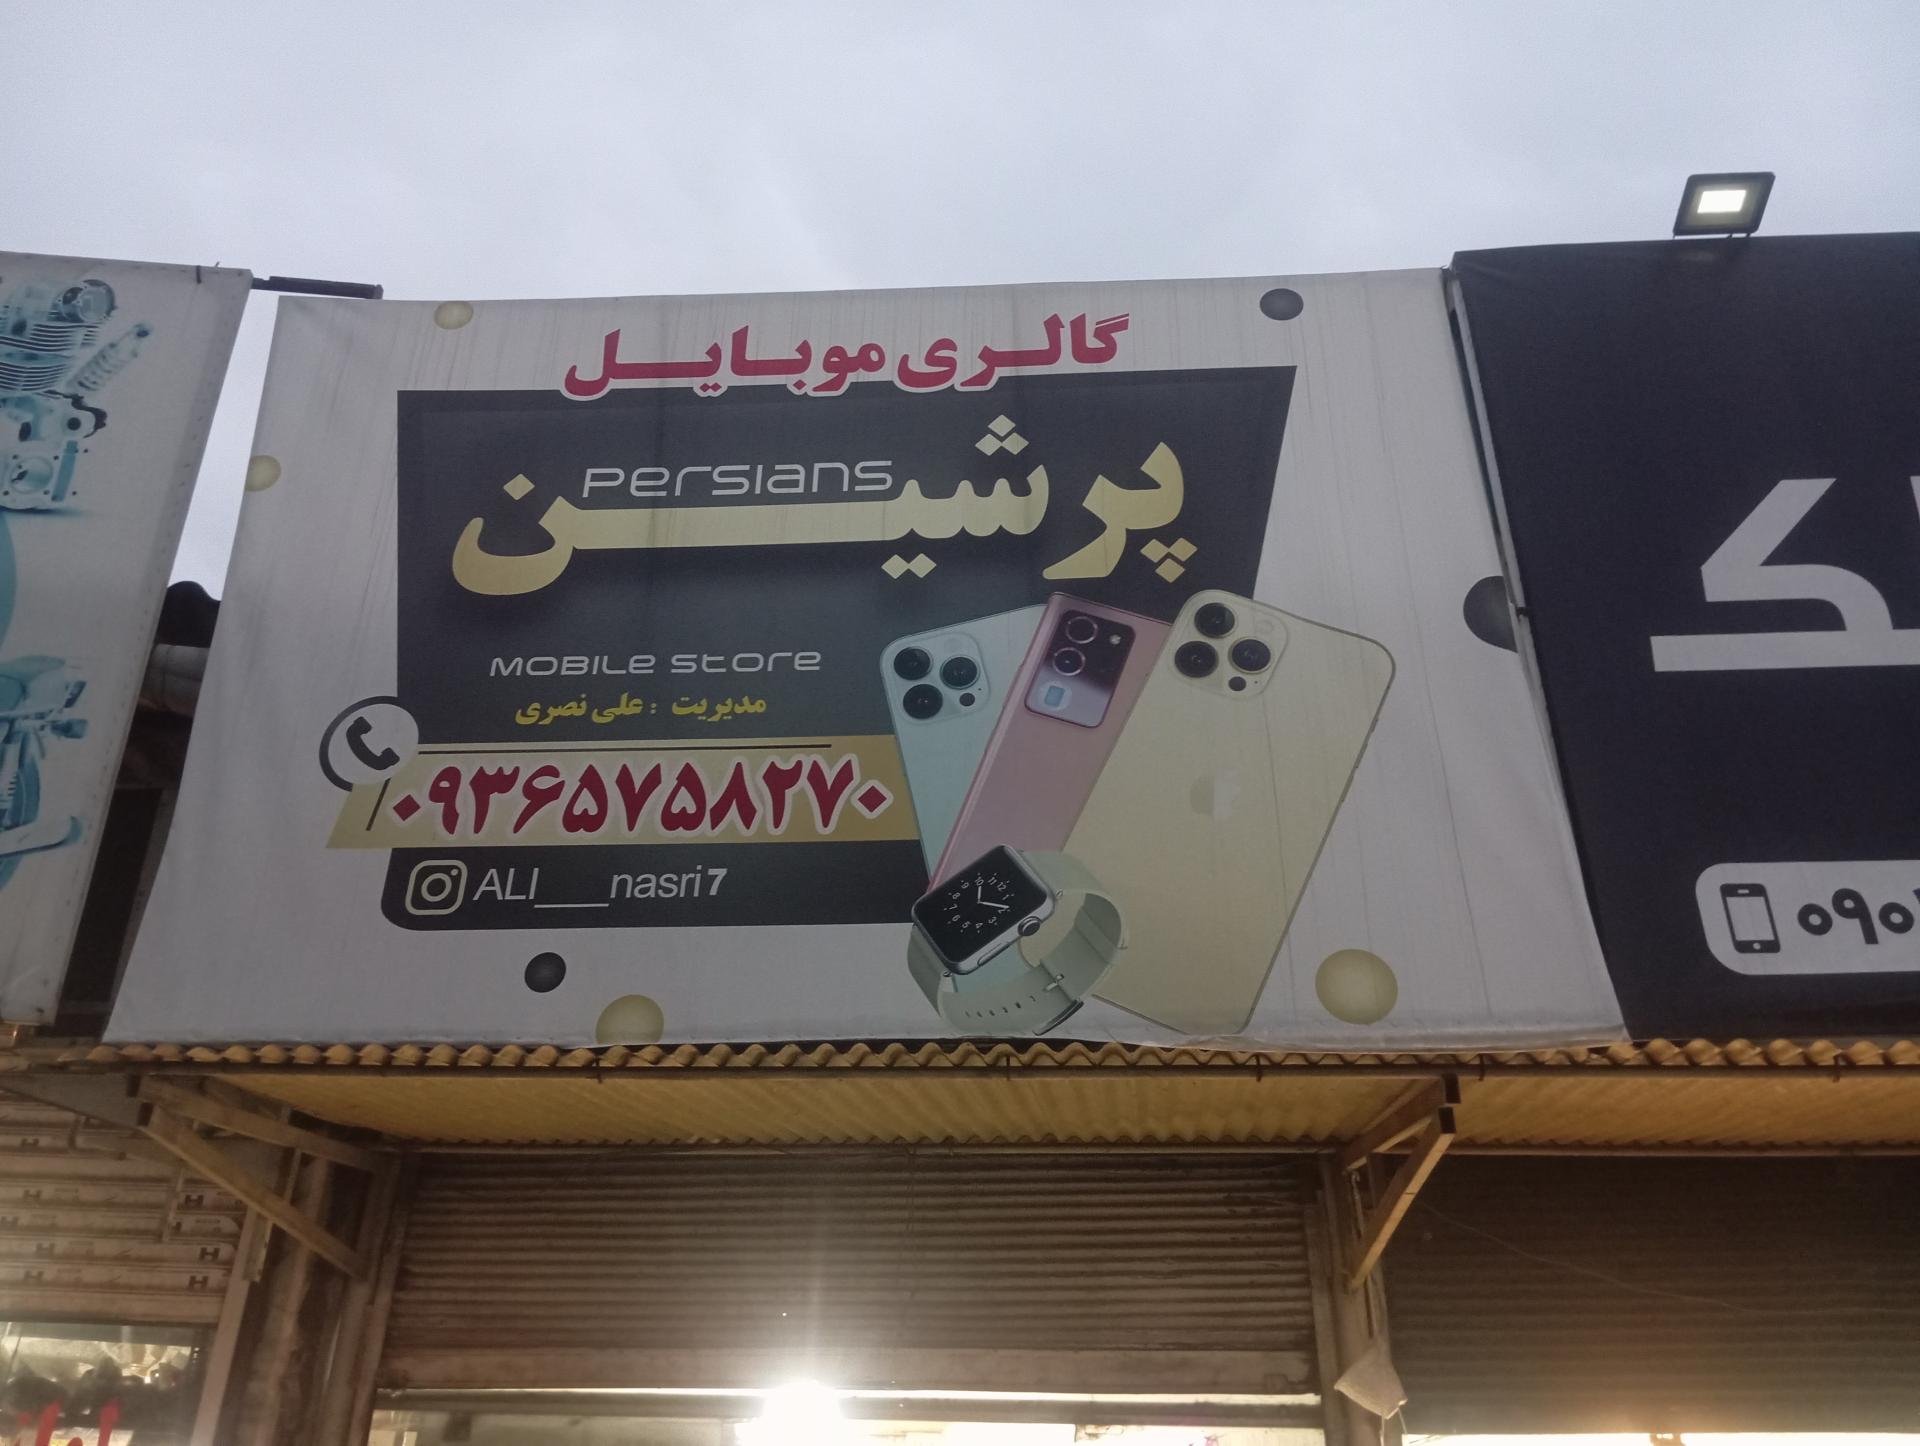 گالری موبایل
پرشین
Persians
MOBILE Store
مدیریت : علی نصری
۰۹۳۶۵۷۵۸۲۷۰
ALI___nasri7